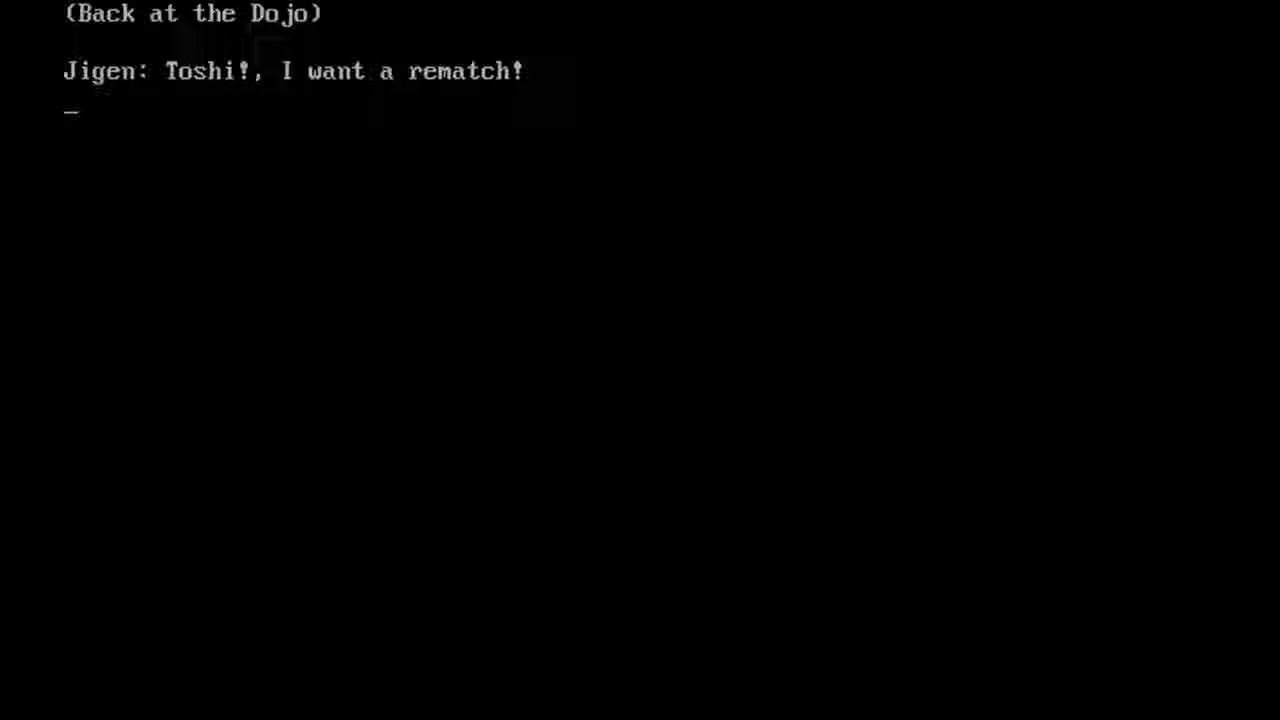 (Back at the Dojo)
Jigen: Toshi!, I want a rematch!
_